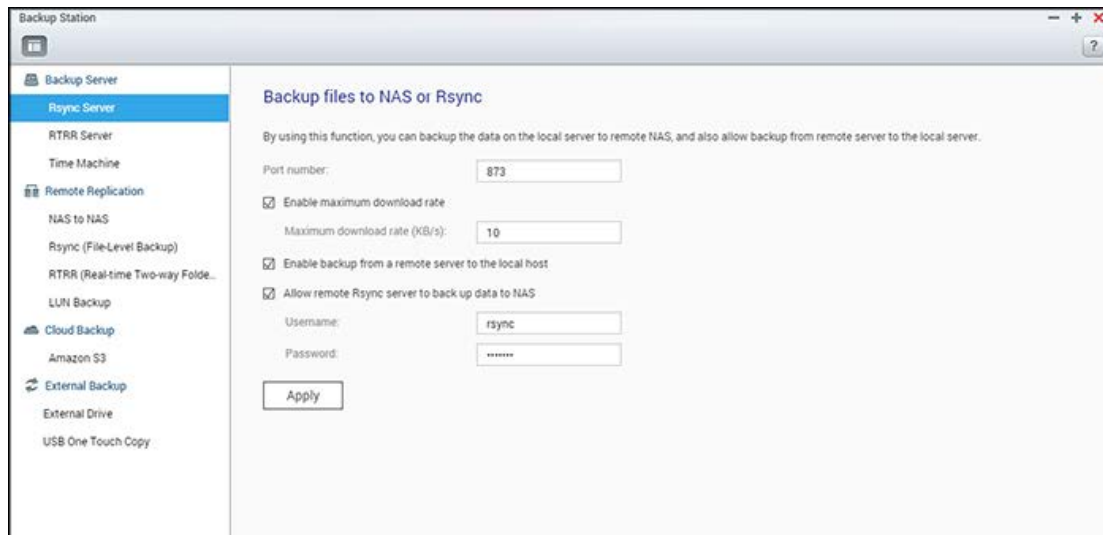 Backup Station
?
Backup Server
Rsync Server
RTRR Server
Time Machine
Remote Replication
NAS to NAS
Rsync (File-Level Backup)
RTRR (Real-time Two-way Folde...
LUN Backup
Cloud Backup
Amazon S3
External Backup
External Drive
USB One Touch Copy
Backup files to NAS or Rsync
By using this function, you can backup the data on the local server to remote NAS, and also allow backup from remote server to the local server.
Port number: 873
Enable maximum download rate
Maximum download rate (KB/s): 10
Enable backup from a remote server to the local host
Allow remote Rsync server to back up data to NAS
Username: rsync
Password: •••••••
Apply